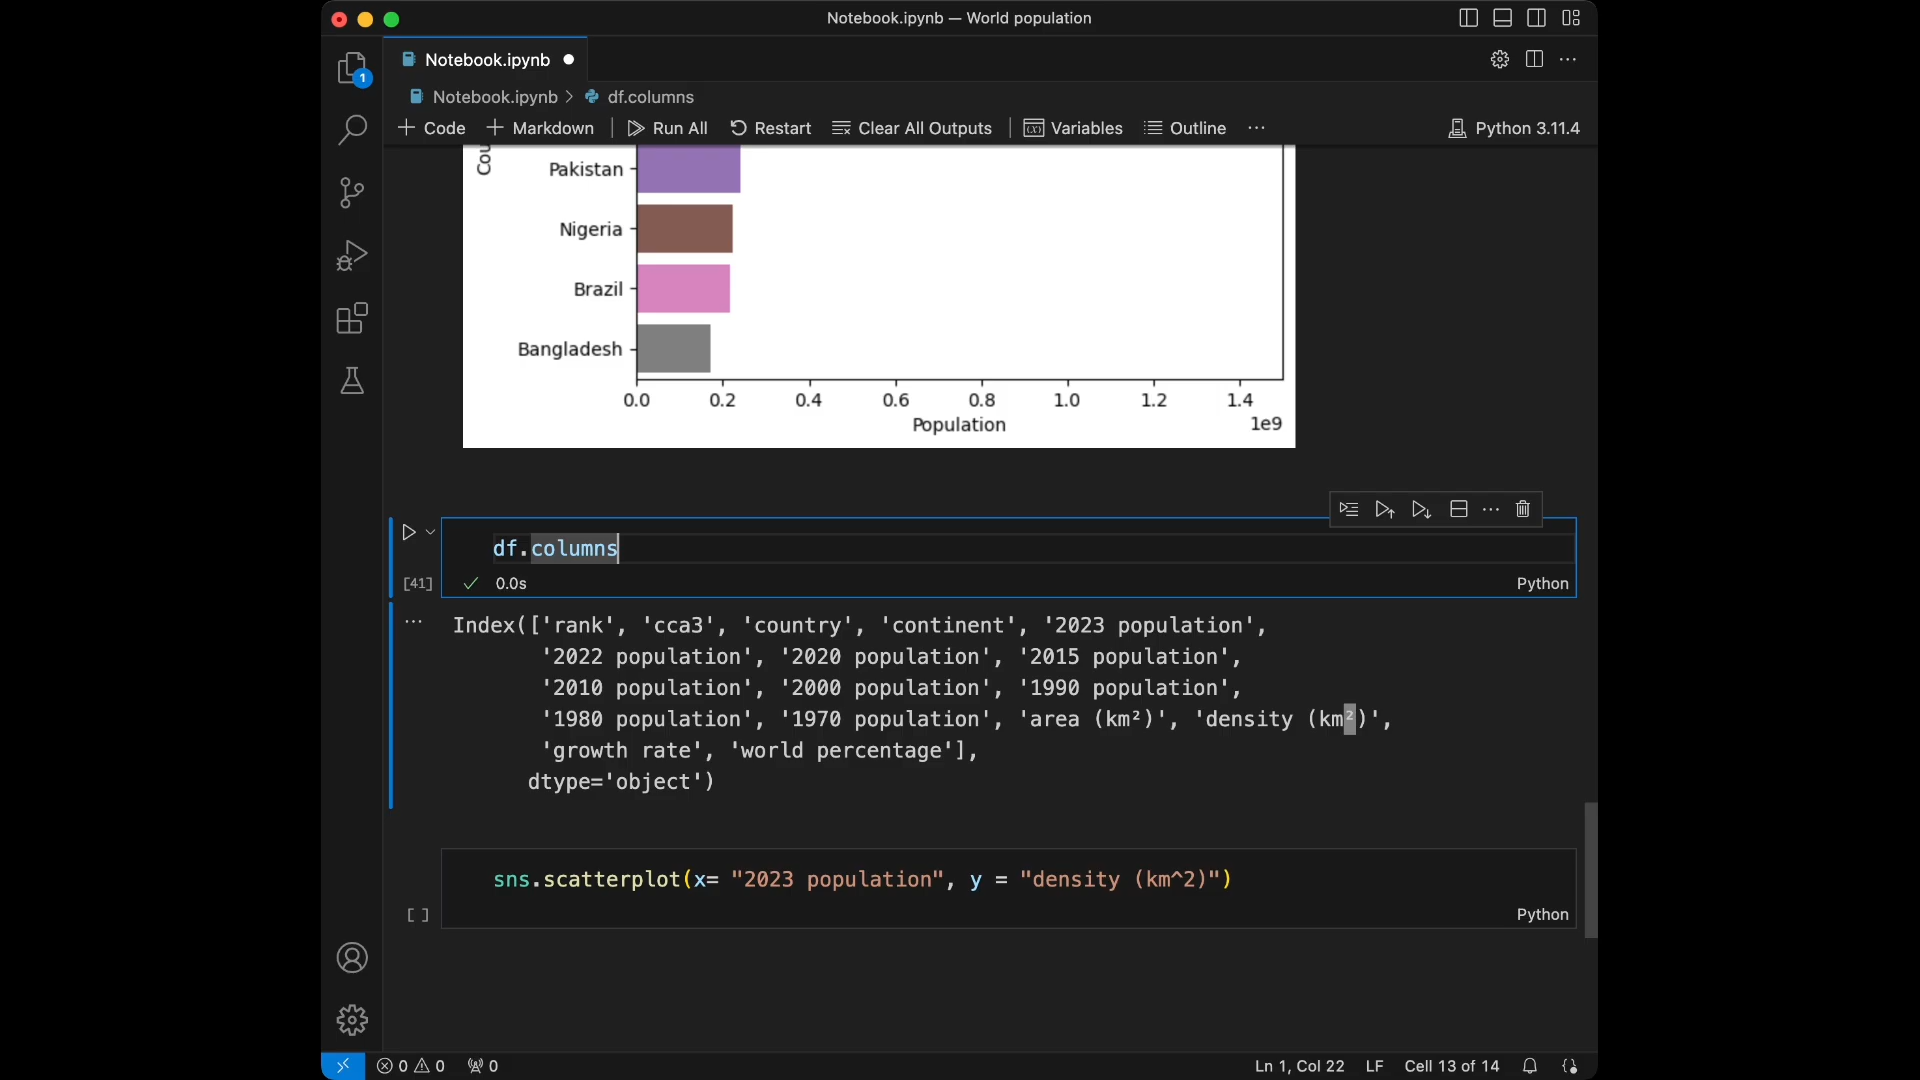 Notebook.ipynb — World population
Notebook.ipynb
1
Notebook.ipynb > df.columns
Code Markdown Run All Restart Clear All Outputs Variables Outline ··· Python 3.11.4
Cou
Pakistan
Nigeria
Brazil
Bangladesh
0.0 0.2 0.4 0.6 0.8 1.0 1.2 1.4
Population 1e9
df.columns
[41] 0.0s Python
Index(['rank', 'cca3', 'country', 'continent', '2023 population',
'2022 population', '2020 population', '2015 population',
'2010 population', '2000 population', '1990 population',
'1980 population', '1970 population', 'area (km²)', 'density (km²)',
'growth rate', 'world percentage'],
dtype='object')
sns.scatterplot(x= "2023 population", y = "density (km^2)")
[ ] Python
0 0 0 Ln 1, Col 22 LF Cell 13 of 14